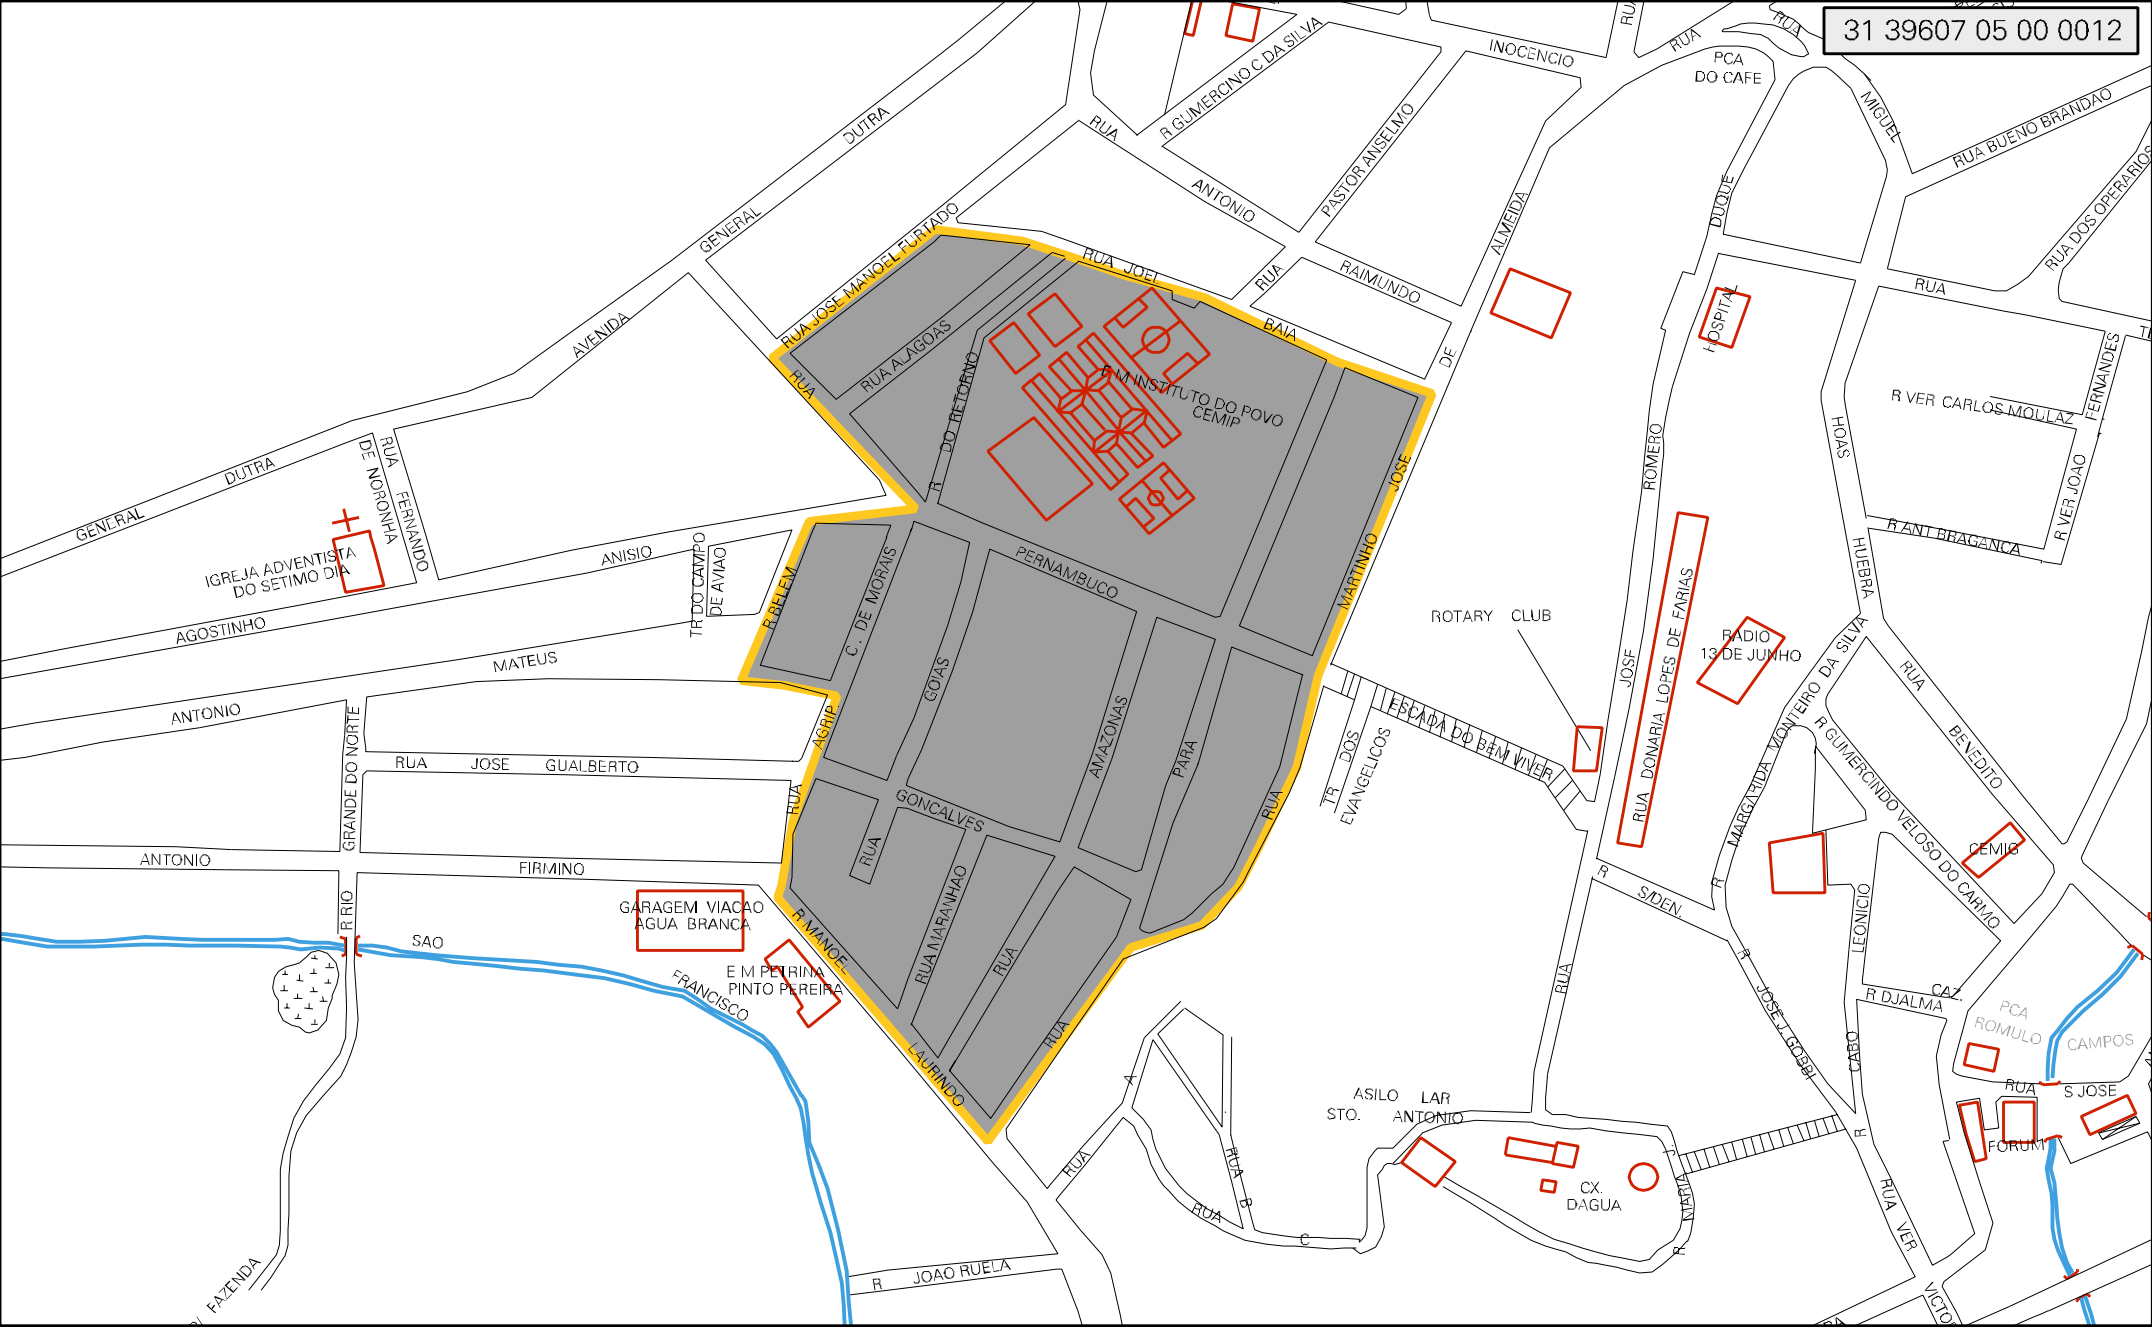 31 39607 05 00 0012
RUA
RUA
RUA
INOCENCIO
PCA
DO CAFE
MIGUEL
RUA BUENO BRANDAO
RUA DOS OPERARIOS
R GUMERCINO C DA SILVA
DUTRA
RUA
PASTOR ANSELMO
ANTONIO
DUQUE
ALMEIDA
GENERAL
RUA JOSE MANOEL FURTADO
RUA JOEL
RUA
RAIMUNDO
RUA
HOSPITAL
AVENIDA
BAIA
DE
RUA ALAGOAS
RUA
DO RETORNO
R
E M INSTITUTO DO POVO
CEMIP
FERNANDES
R VER CARLOS MOULAZ
HOAS
ROMERO
DUTRA
RUA FERNANDO
DE NORONHA
JOSE
GENERAL
R VER JOAO
R ANT BRAGANCA
IGREJA ADVENTISTA
DO SETIMO DIA
ANISIO
TR DO CAMPO
DE AVIAO
PERNAMBUCO
MARTINHO
HUEBRA
AGOSTINHO
R BELEM
C. DE MORAIS
ROTARY CLUB
RADIO
13 DE JUNHO
MATEUS
GOIAS
JOSE
RUA DONARIA LOPES DE FARIAS
RUA
ANTONIO
AGRIP
AMAZONAS
PARA
ESCADA DO BEM VIVER
TR DOS
EVANGELICOS
R MARGARIDA MONTEIRO DA SILVA
R GUMERCINDO VELOSO DO CARMO
BENEDITO
RUA JOSE GUALBERTO
GRANDE DO NORTE
RUA
GONCALVES
RUA
RUA
CEMIG
ANTONIO
FIRMINO
R
S/DEN.
R RIO
GARAGEM VIACAO
AGUA BRANCA
R MANOEL
RUA MARANHAO
RUA
LEONICIO
SAO
FRANCISCO
E M PETRINA
PINTO PEREIRA
RUA
R
JOSE J. GOBBI
R DJALMA
CAZ.
PCA
ROMULO
CAMPOS
RUA
LAURINDO
CABO
R
A
ASILO LAR
STO. ANTONIO
RUA S JOSE
FORUM
RUA
RUA B
RUA
C
CX.
DAGUA
R MARIA J.
RUA VER
VICTOR
FAZENDA
R JOAO RUELA